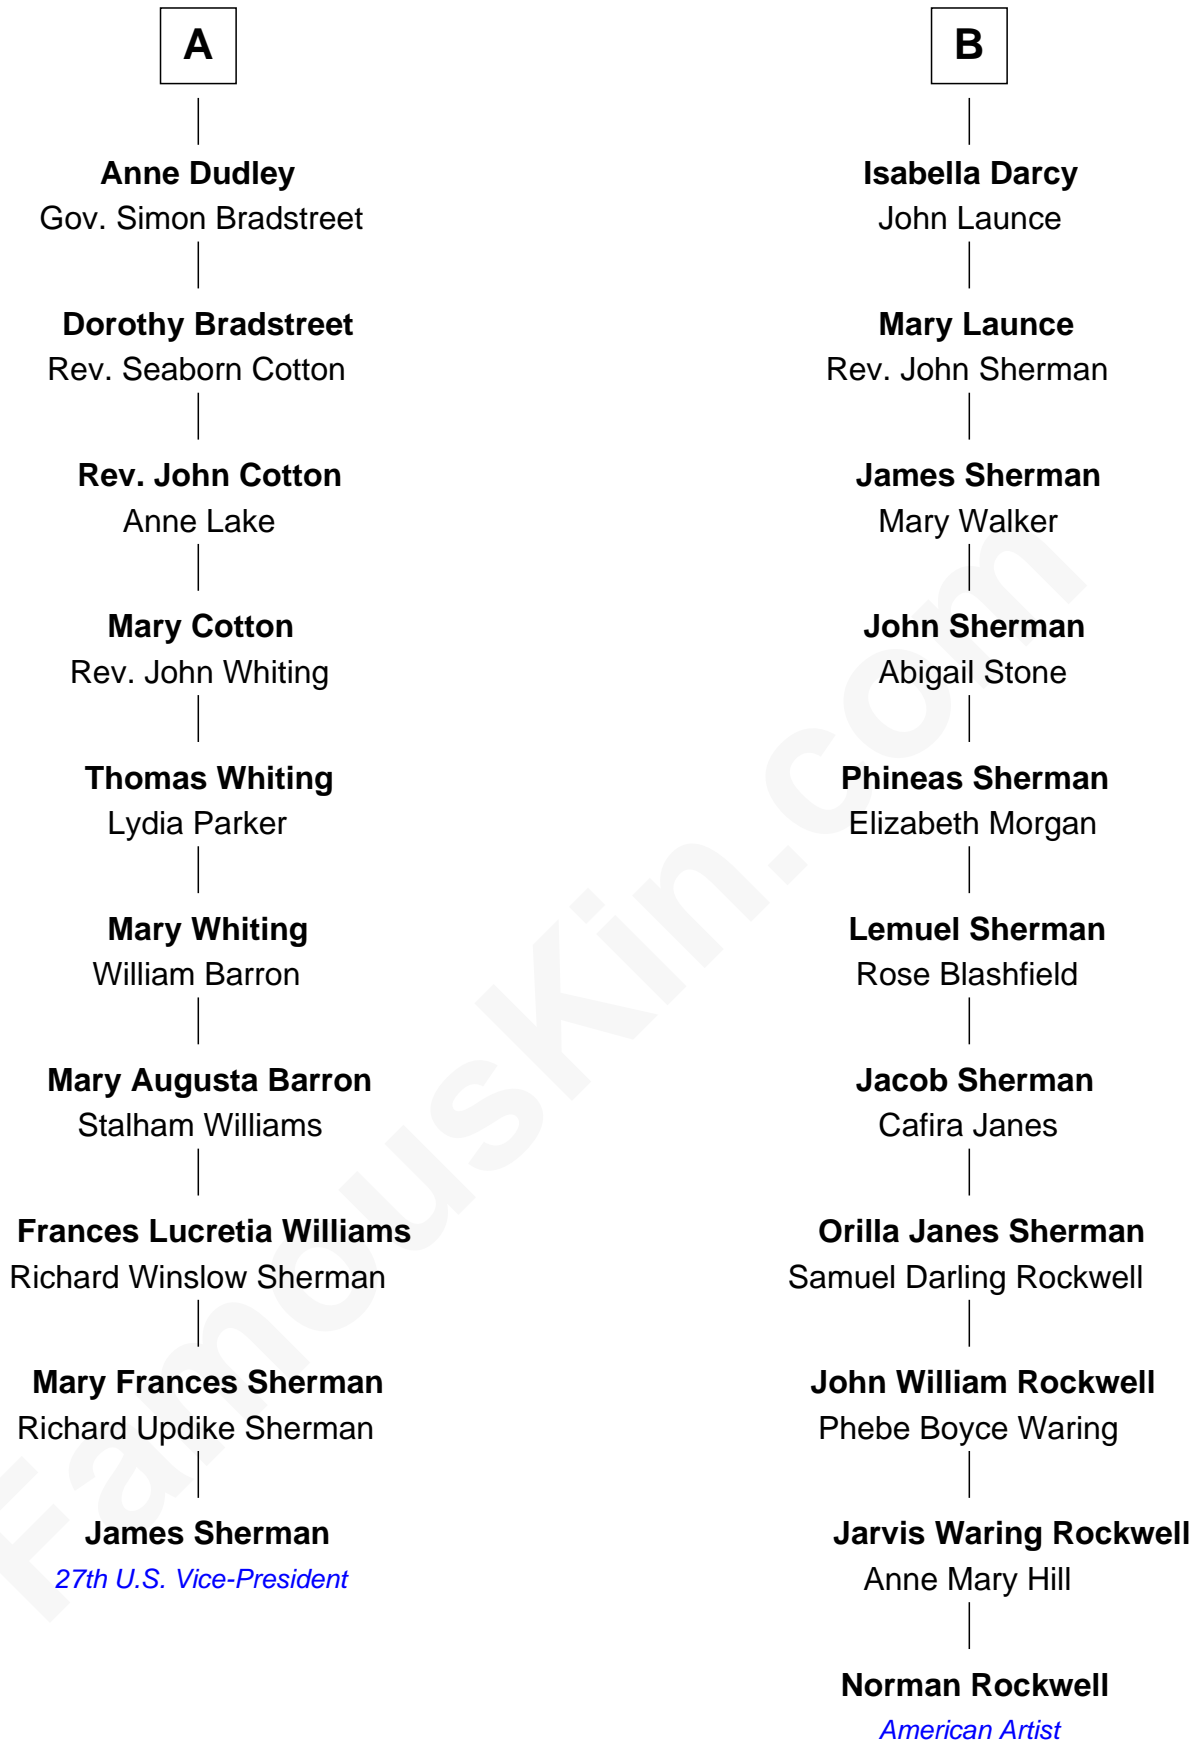 A
Anne Dudley
Gov. Simon Bradstreet
Dorothy Bradstreet
Rev. Seaborn Cotton
Rev. John Cotton
Anne Lake
Mary Cotton
Rev. John Whiting
Thomas Whiting
Lydia Parker
Mary Whiting
William Barron
Mary Augusta Barron
Stalham Williams
Frances Lucretia Williams
Richard Winslow Sherman
Mary Frances Sherman
Richard Updike Sherman
James Sherman
27th U.S. Vice-President
B
Isabella Darcy
John Launce
Mary Launce
Rev. John Sherman
James Sherman
Mary Walker
John Sherman
Abigail Stone
Phineas Sherman
Elizabeth Morgan
Lemuel Sherman
Rose Blashfield
Jacob Sherman
Cafira Janes
Orilla Janes Sherman
Samuel Darling Rockwell
John William Rockwell
Phebe Boyce Waring
Jarvis Waring Rockwell
Anne Mary Hill
Norman Rockwell
American Artist
FamousKin.com